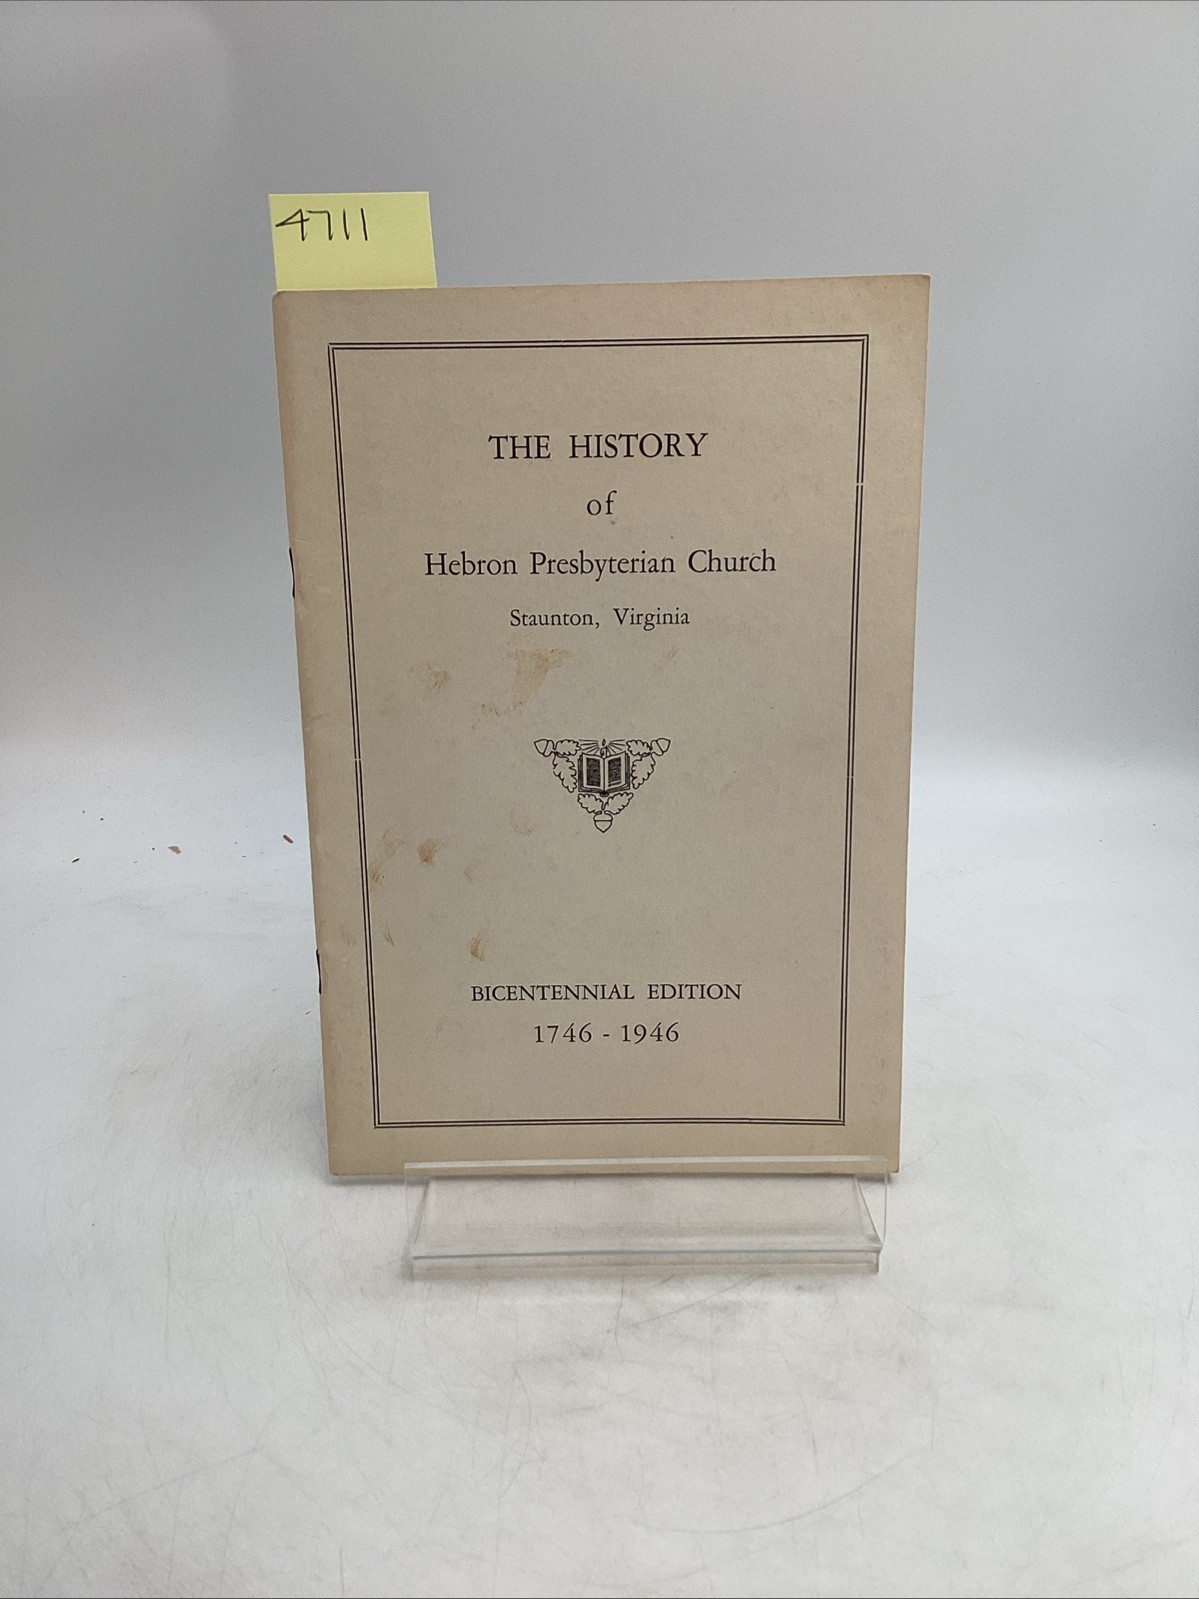 4711
THE HISTORY
of
Hebron Presbyterian Church
Staunton, Virginia
BICENTENNIAL EDITION
1746 - 1946